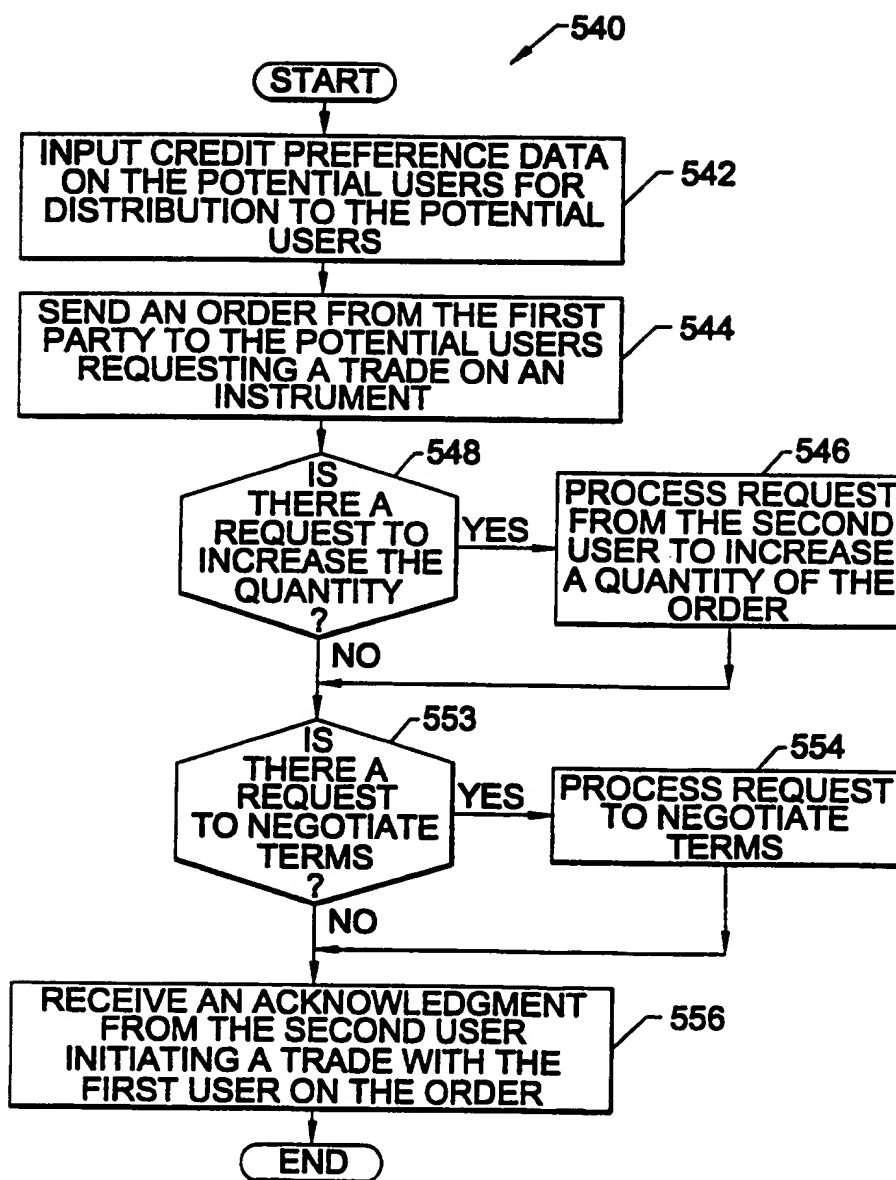 540
START
INPUT CREDIT PREFERENCE DATA
ON THE POTENTIAL USERS FOR
DISTRIBUTION TO THE POTENTIAL
USERS
542
SEND AN ORDER FROM THE FIRST
PARTY TO THE POTENTIAL USERS
REQUESTING A TRADE ON AN
INSTRUMENT
544
IS
THERE A
REQUEST TO
INCREASE THE
QUANTITY
?
548
YES
NO
PROCESS REQUEST
FROM THE SECOND
USER TO INCREASE
A QUANTITY OF THE
ORDER
546
IS
THERE A
REQUEST
TO NEGOTIATE
TERMS
?
553
YES
NO
PROCESS REQUEST
TO NEGOTIATE
TERMS
554
RECEIVE AN ACKNOWLEDGMENT
FROM THE SECOND USER
INITIATING A TRADE WITH THE
FIRST USER ON THE ORDER
556
END